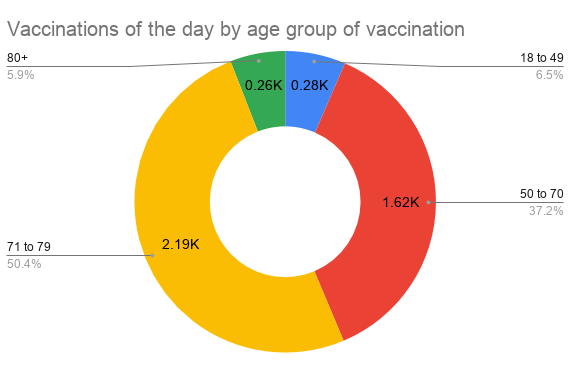 Vaccinations of the day by age group of vaccination
80+
5.9%
18 to 49
6.5%
0.26K
0.28K
50 to 70
37.2%
1.62K
71 to 79
50.4%
2.19K